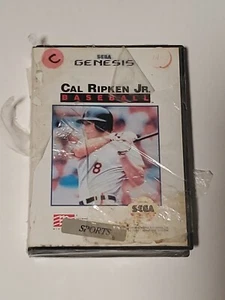 C
SEGA
GENESIS
CAL RIPKEN JR.
BASEBALL
8
SEGA
SPORTS